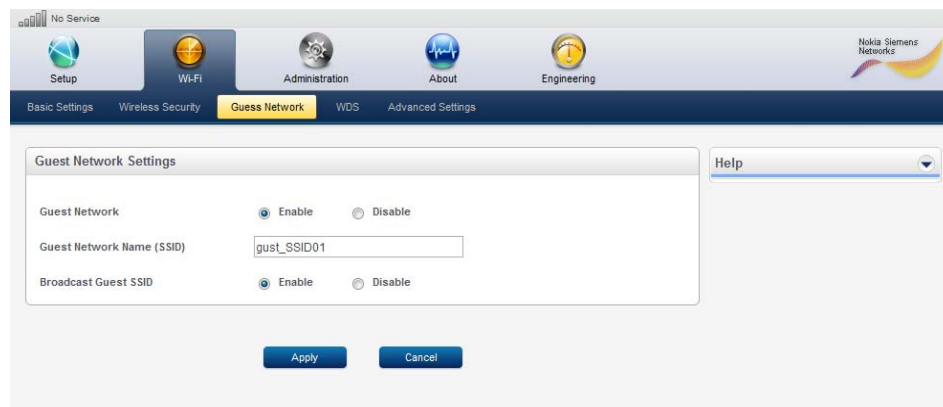 No Service
Setup
Wi-Fi
Administration
About
Engineering
Nokia Siemens
Networks
Basic Settings
Wireless Security
Guess Network
WDS
Advanced Settings
Guest Network Settings
Help
Guest Network
Enable
Disable
Guest Network Name (SSID)
gust_SSID01
Broadcast Guest SSID
Enable
Disable
Apply
Cancel